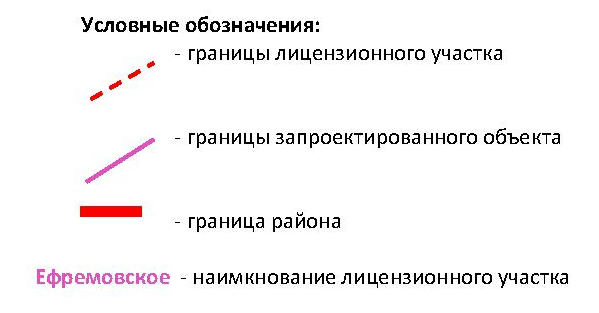 Условные обозначения:
- границы лицензионного участка
- границы запроектированного объекта
- граница района
Ефремовское - наимкнование лицензионного участка